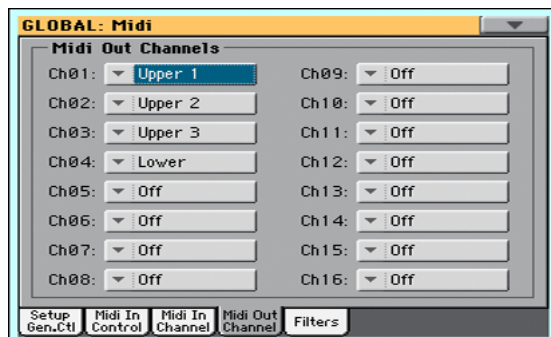 GLOBAL: Midi
Midi Out Channels
Ch01: Upper 1
Ch02: Upper 2
Ch03: Upper 3
Ch04: Lower
Ch05: Off
Ch06: Off
Ch07: Off
Ch08: Off
Ch09: Off
Ch10: Off
Ch11: Off
Ch12: Off
Ch13: Off
Ch14: Off
Ch15: Off
Ch16: Off
Setup Gen.Ctl
Midi In Control
Midi In Channel
Midi Out Channel
Filters